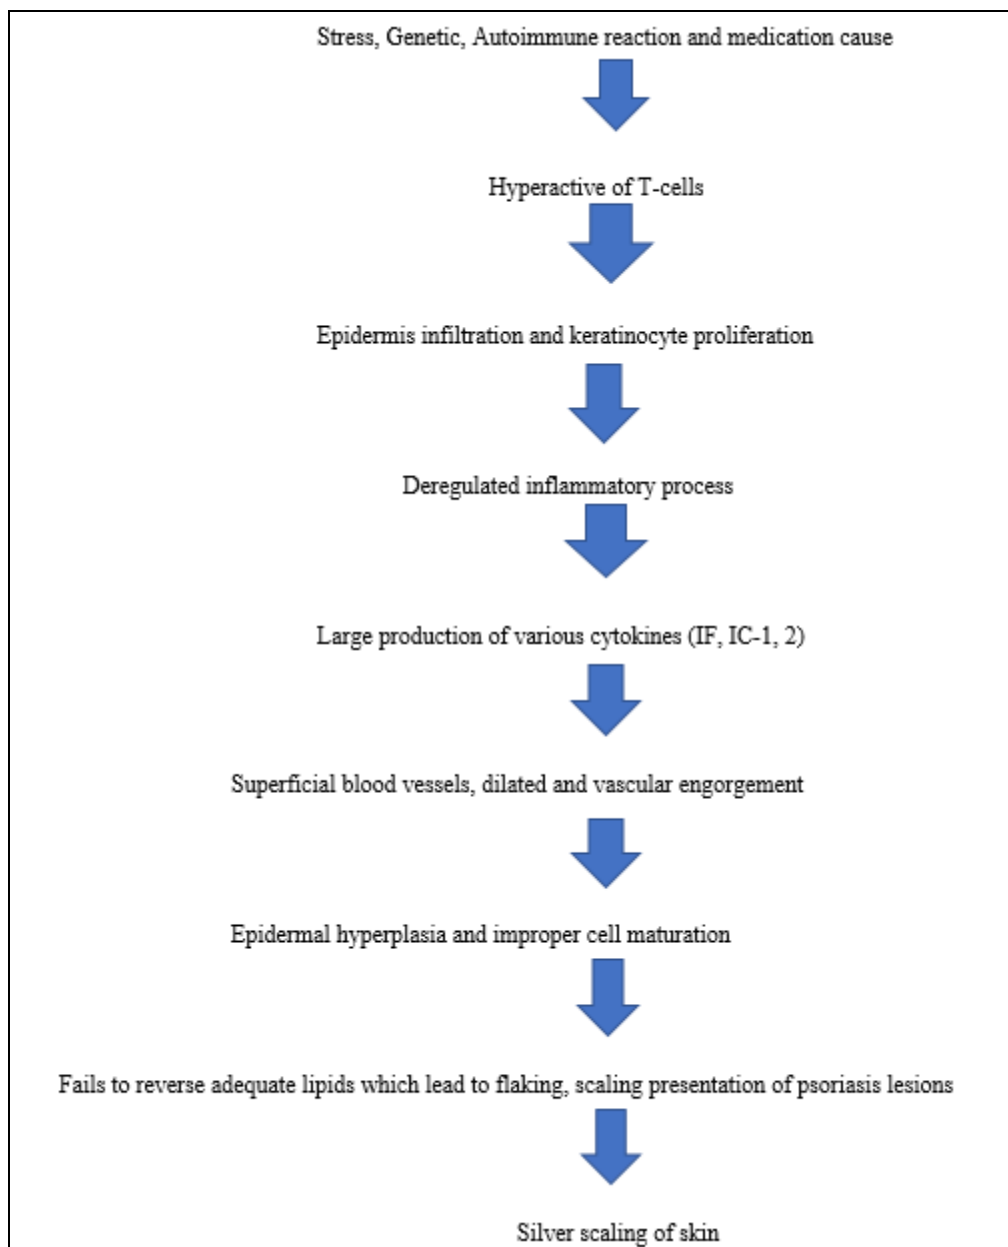 Stress, Genetic, Autoimmune reaction and medication cause
Hyperactive of T-cells
Epidermis infiltration and keratinocyte proliferation
Deregulated inflammatory process
Large production of various cytokines (IF, IC-1, 2)
Superficial blood vessels, dilated and vascular engorgement
Epidermal hyperplasia and improper cell maturation
Fails to reverse adequate lipids which lead to flaking, scaling presentation of psoriasis lesions
Silver scaling of skin